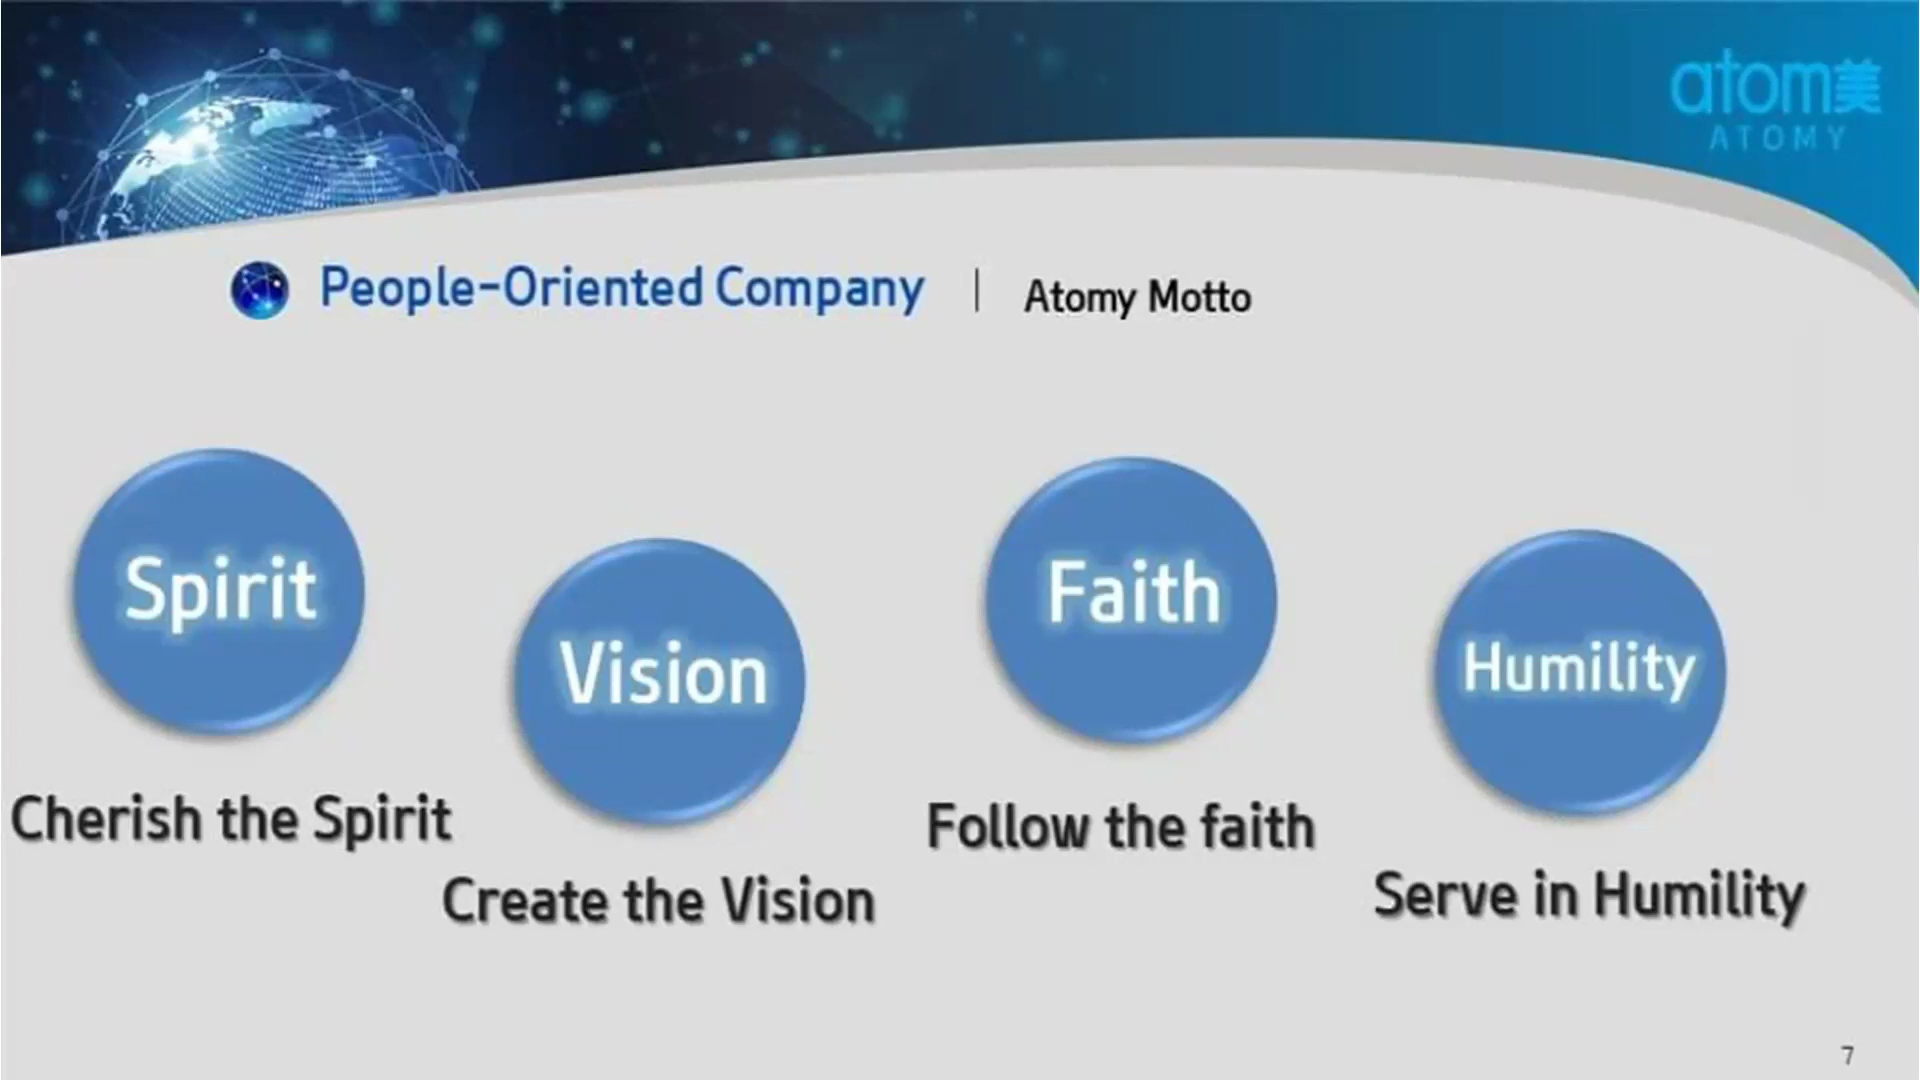 atom美
ATOMY
People-Oriented Company | Atomy Motto
Spirit
Cherish the Spirit
Vision
Create the Vision
Faith
Follow the faith
Humility
Serve in Humility
7